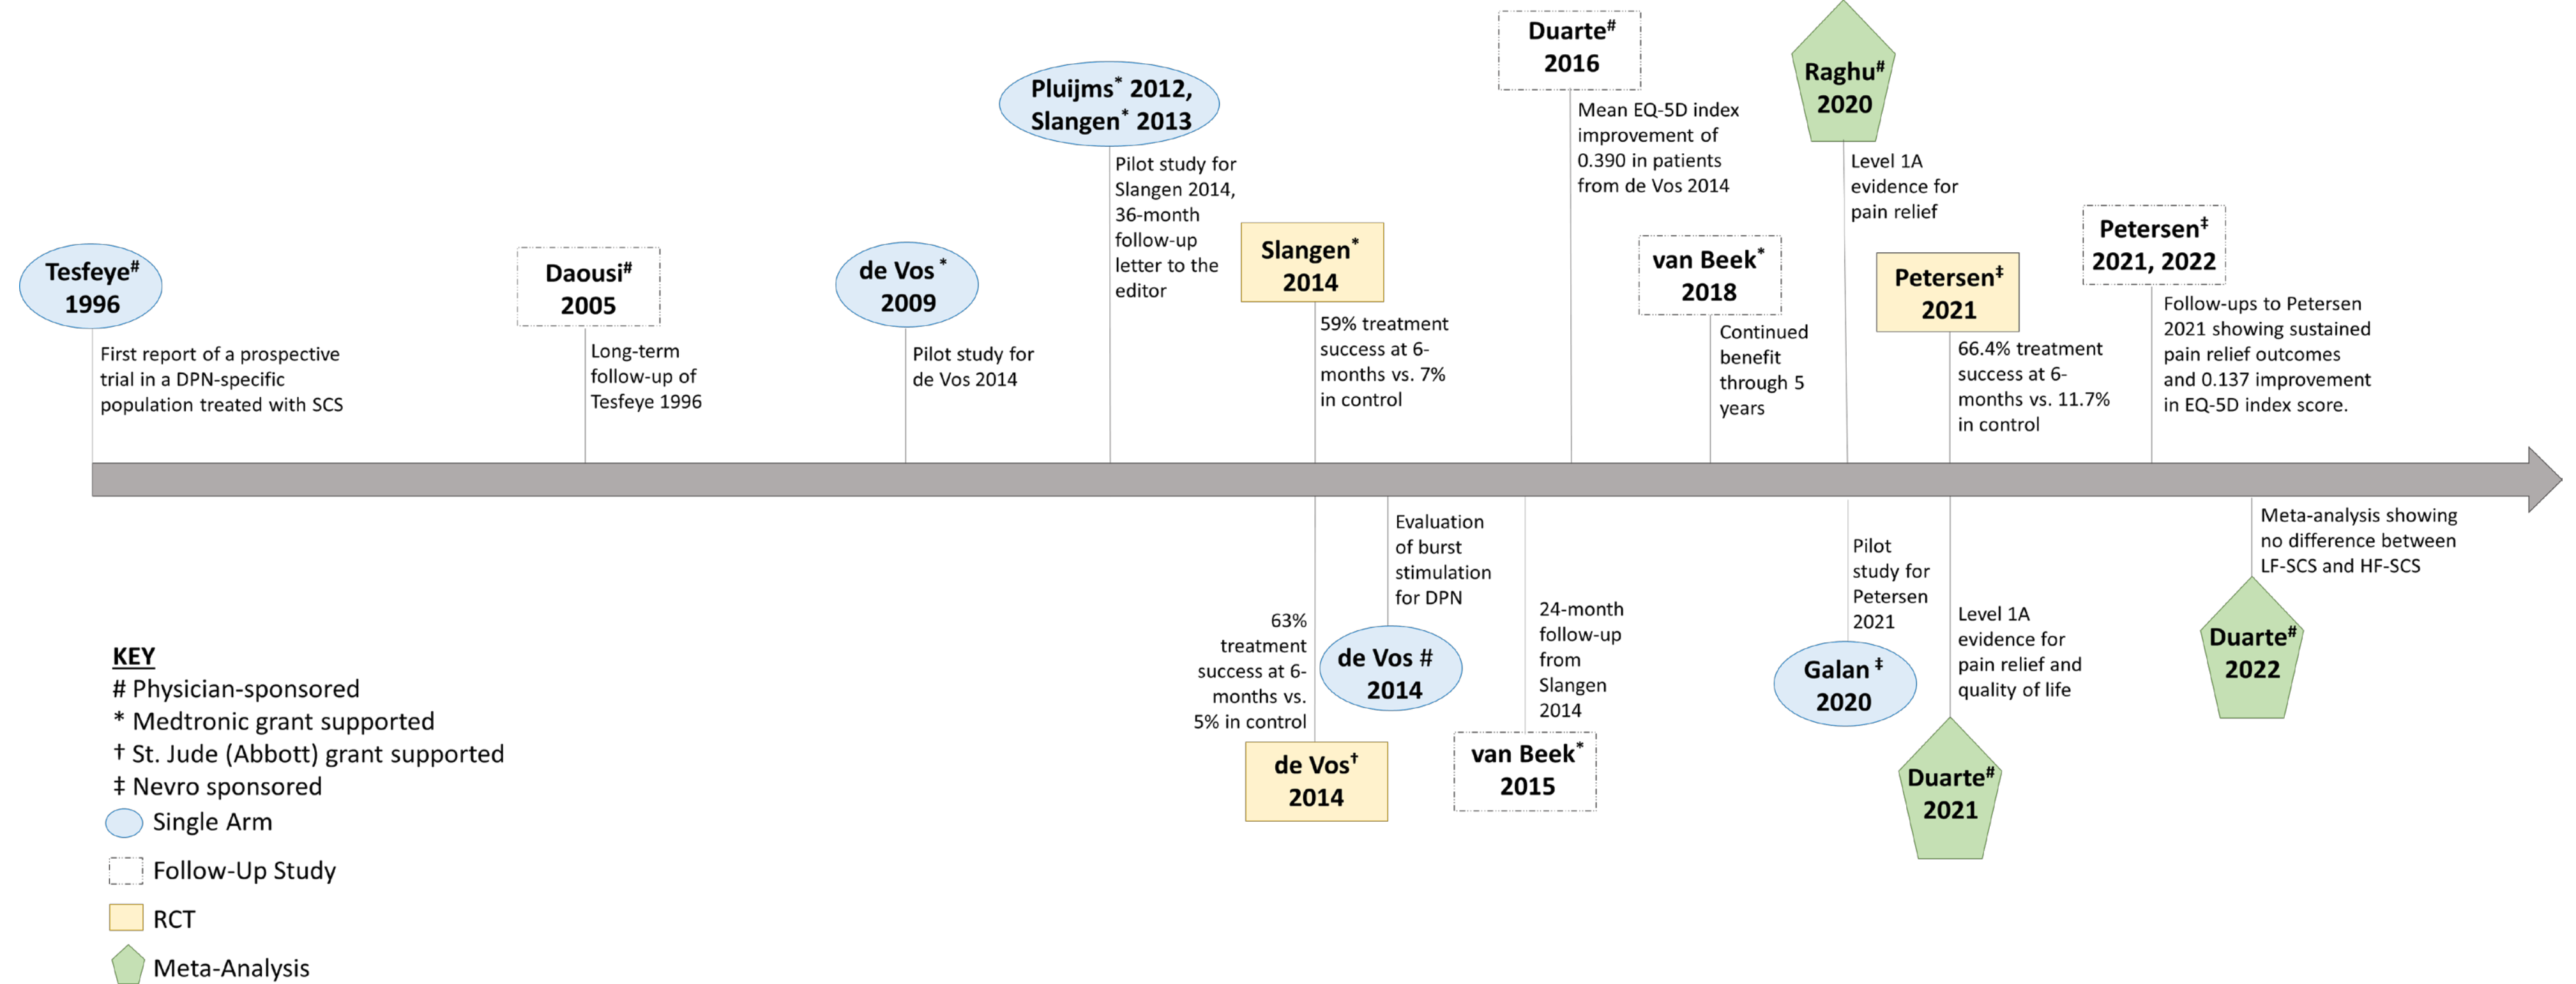 Tesfeye#
1996
First report of a prospective
trial in a DPN-specific
population treated with SCS
Daousi#
2005
Long-term
follow-up of
Tesfeye 1996
de Vos *
2009
Pilot study for
de Vos 2014
Pluijms* 2012,
Slangen* 2013
Pilot study for
Slangen 2014,
36-month
follow-up
letter to the
editor
Slangen*
2014
59% treatment
success at 6-
months vs. 7%
in control
Duarte#
2016
Mean EQ-5D index
improvement of
0.390 in patients
from de Vos 2014
van Beek*
2018
Continued
benefit
through 5
years
Raghu#
2020
Level 1A
evidence for
pain relief
Petersen‡
2021
66.4% treatment
success at 6-
months vs. 11.7%
in control
Petersen‡
2021, 2022
Follow-ups to Petersen
2021 showing sustained
pain relief outcomes
and 0.137 improvement
in EQ-5D index score.
63%
treatment
success at 6-
months vs.
5% in control
de Vos†
2014
Evaluation
of burst
stimulation
for DPN
de Vos #
2014
24-month
follow-up
from
Slangen
2014
van Beek*
2015
Pilot
study for
Petersen
2021
Galan ‡
2020
Level 1A
evidence for
pain relief and
quality of life
Duarte#
2021
Meta-analysis showing
no difference between
LF-SCS and HF-SCS
Duarte#
2022
KEY
# Physician-sponsored
* Medtronic grant supported
† St. Jude (Abbott) grant supported
‡ Nevro sponsored
Single Arm
Follow-Up Study
RCT
Meta-Analysis